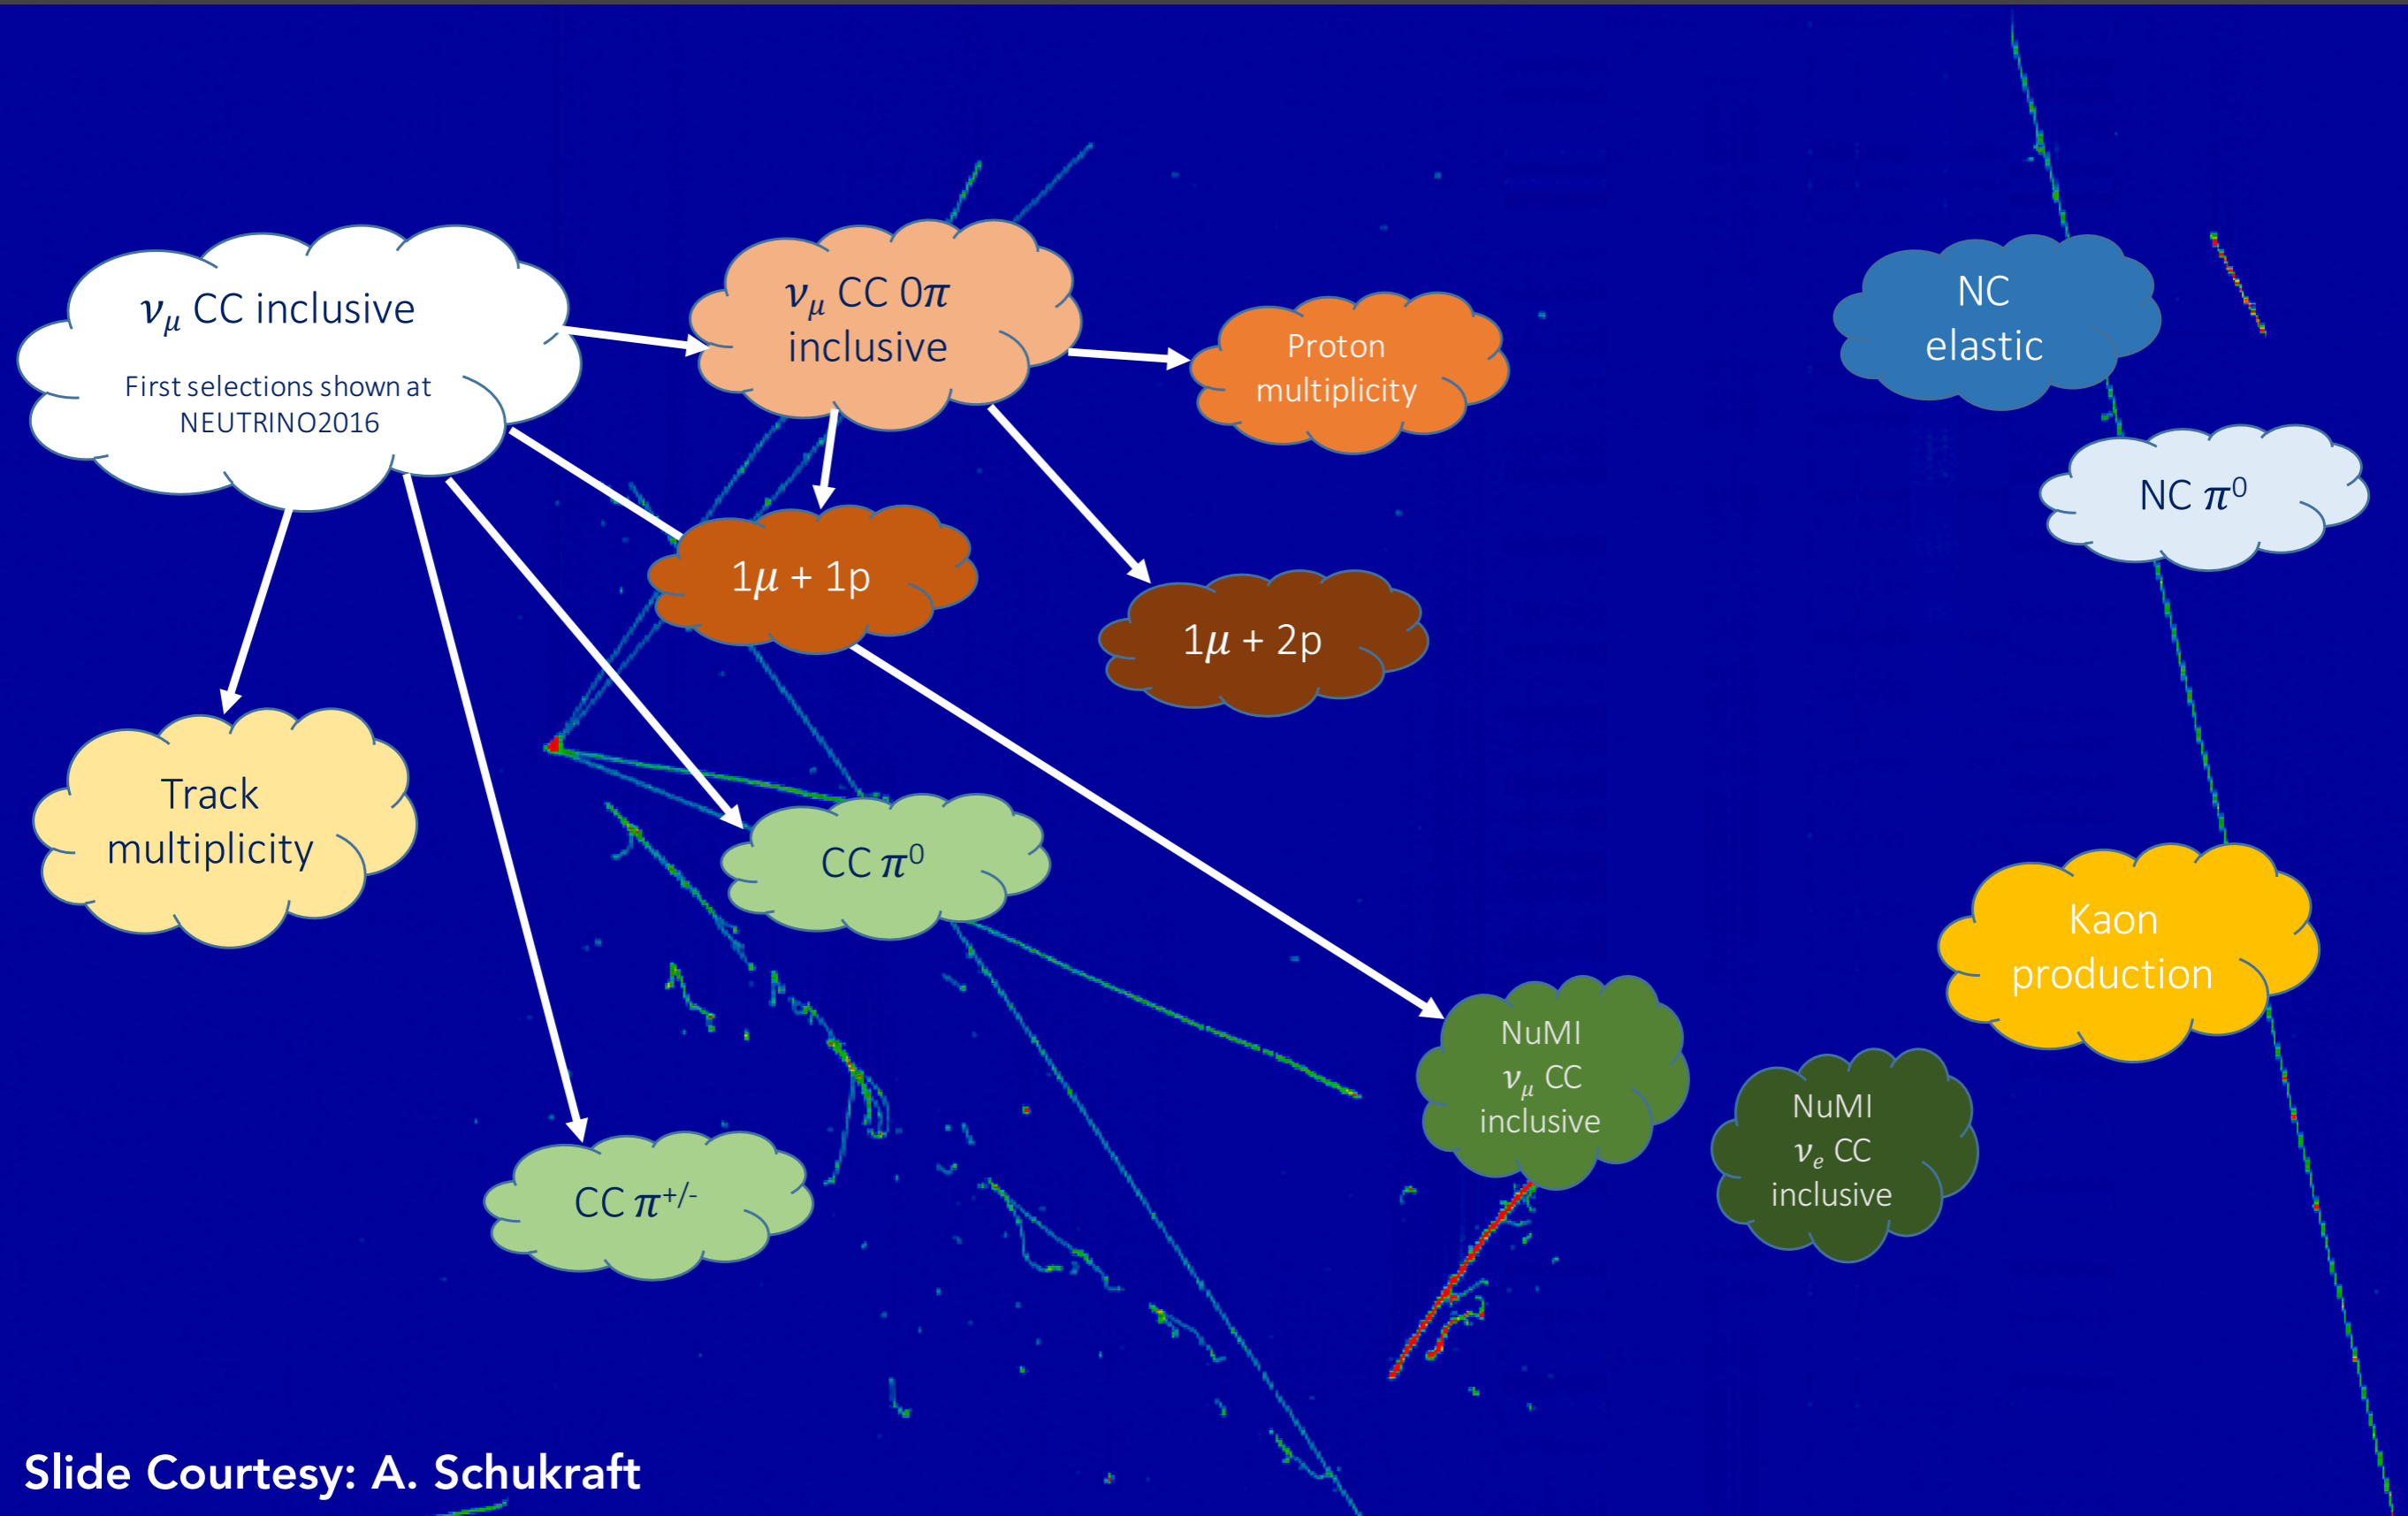 νμ CC inclusive
First selections shown at
NEUTRINO2016
νμ CC 0π
inclusive
Proton
multiplicity
NC
elastic
NC π⁰
1μ + 1p
1μ + 2p
Track
multiplicity
CC π⁰
Kaon
production
NuMI
νμ CC
inclusive
NuMI
νe CC
inclusive
CC π⁺/⁻
Slide Courtesy: A. Schukraft